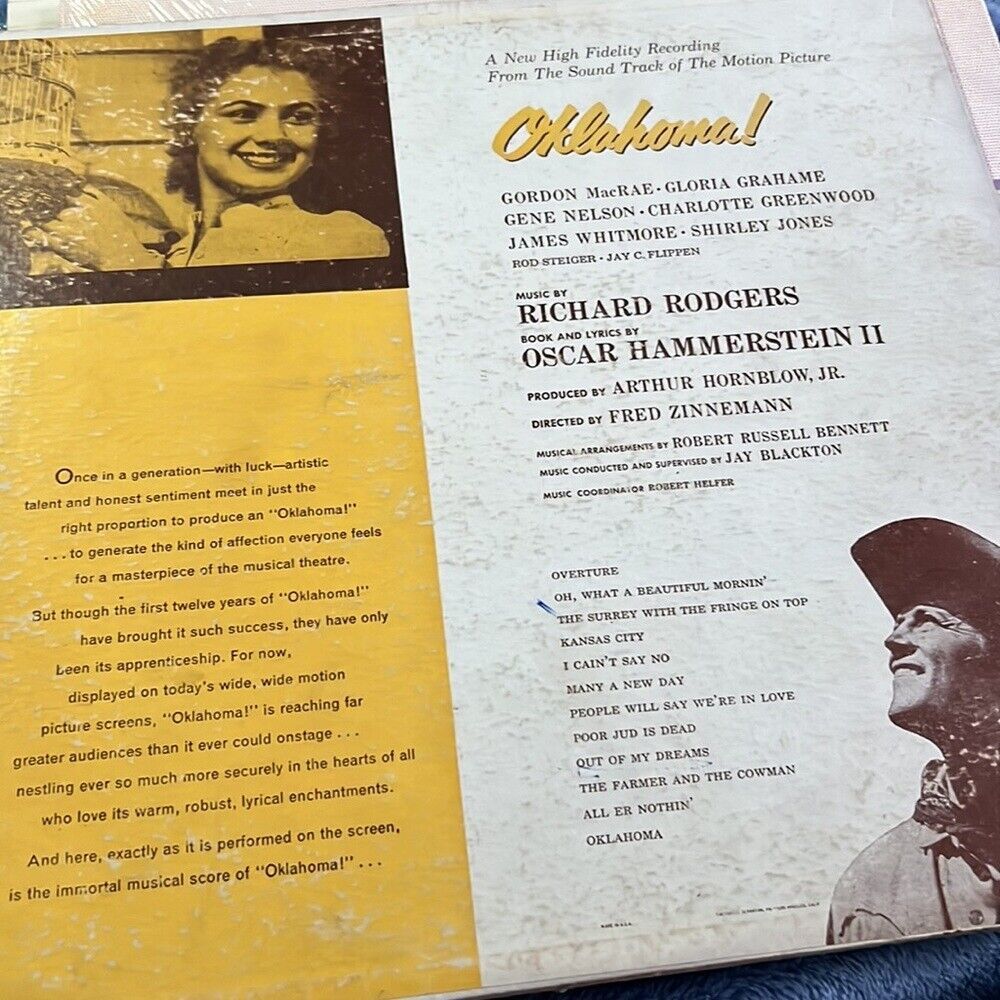 A New High Fidelity Recording
From The Sound Track of The Motion Picture
Oklahoma!
GORDON MacRAE · GLORIA GRAHAME
GENE NELSON · CHARLOTTE GREENWOOD
JAMES WHITMORE · SHIRLEY JONES
ROD STEIGER · JAY C. FLIPPEN
MUSIC BY
RICHARD RODGERS
BOOK AND LYRICS BY
OSCAR HAMMERSTEIN II
PRODUCED BY ARTHUR HORNBLOW, JR.
DIRECTED BY FRED ZINNEMANN
MUSICAL ARRANGEMENTS BY ROBERT RUSSELL BENNETT
MUSIC CONDUCTED AND SUPERVISED BY JAY BLACKTON
MUSIC COORDINATOR ROBERT HELFER
Once in a generation—with luck—artistic
talent and honest sentiment meet in just the
right proportion to produce an "Oklahoma!"
...to generate the kind of affection everyone feels
for a masterpiece of the musical theatre.
But though the first twelve years of "Oklahoma!"
have brought it such success, they have only
been its apprenticeship. For now,
displayed on today's wide, wide motion
picture screens, "Oklahoma!" is reaching far
greater audiences than it ever could onstage...
nestling ever so much more securely in the hearts of all
who love its warm, robust, lyrical enchantments.
And here, exactly as it is performed on the screen,
is the immortal musical score of "Oklahoma!"...
OVERTURE
OH, WHAT A BEAUTIFUL MORNIN'
THE SURREY WITH THE FRINGE ON TOP
KANSAS CITY
I CAIN'T SAY NO
MANY A NEW DAY
PEOPLE WILL SAY WE'RE IN LOVE
POOR JUD IS DEAD
OUT OF MY DREAMS
THE FARMER AND THE COWMAN
ALL ER NOTHIN'
OKLAHOMA
MADE IN U.S.A.